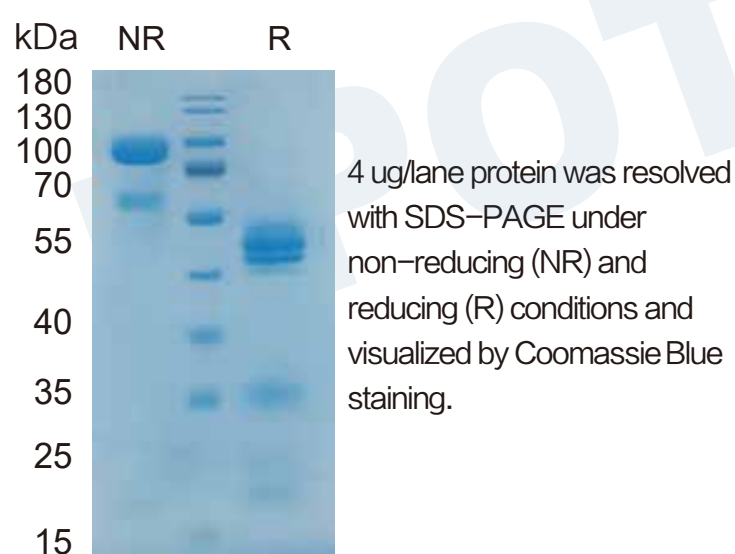 kDa NR R
180
130
100
70
55
40
35
25
15
4 ug/lane protein was resolved
with SDS-PAGE under
non-reducing (NR) and
reducing (R) conditions and
visualized by Coomassie Blue
staining.